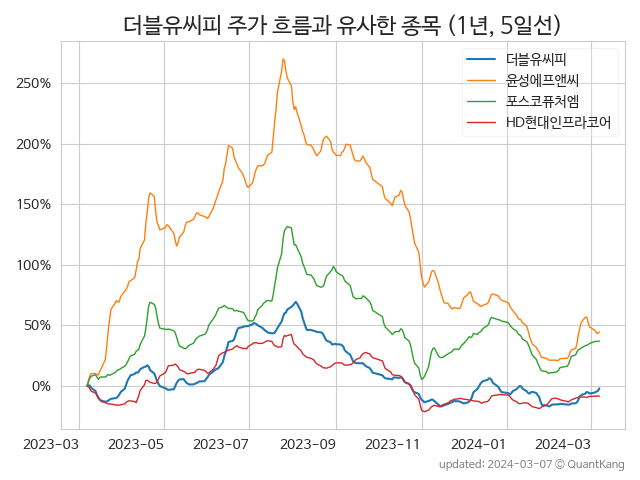 더블유씨피 주가 흐름과 유사한 종목 (1년, 5일선)
더블유씨피
윤성에프앤씨
포스코퓨처엠
HD현대인프라코어
250%
200%
150%
100%
50%
0%
2023-03 2023-05 2023-07 2023-09 2023-11 2024-01 2024-03
updated: 2024-03-07 © QuantKang